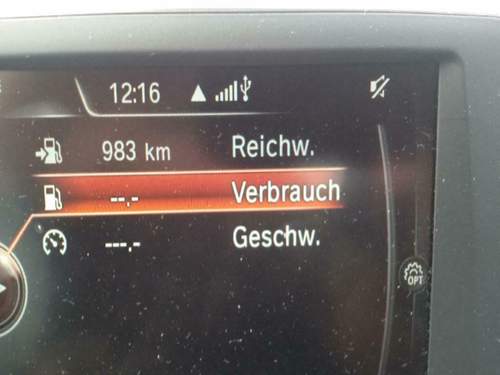 12:16
983 km Reichw.
--.- Verbrauch
---.- Geschw.
OPT